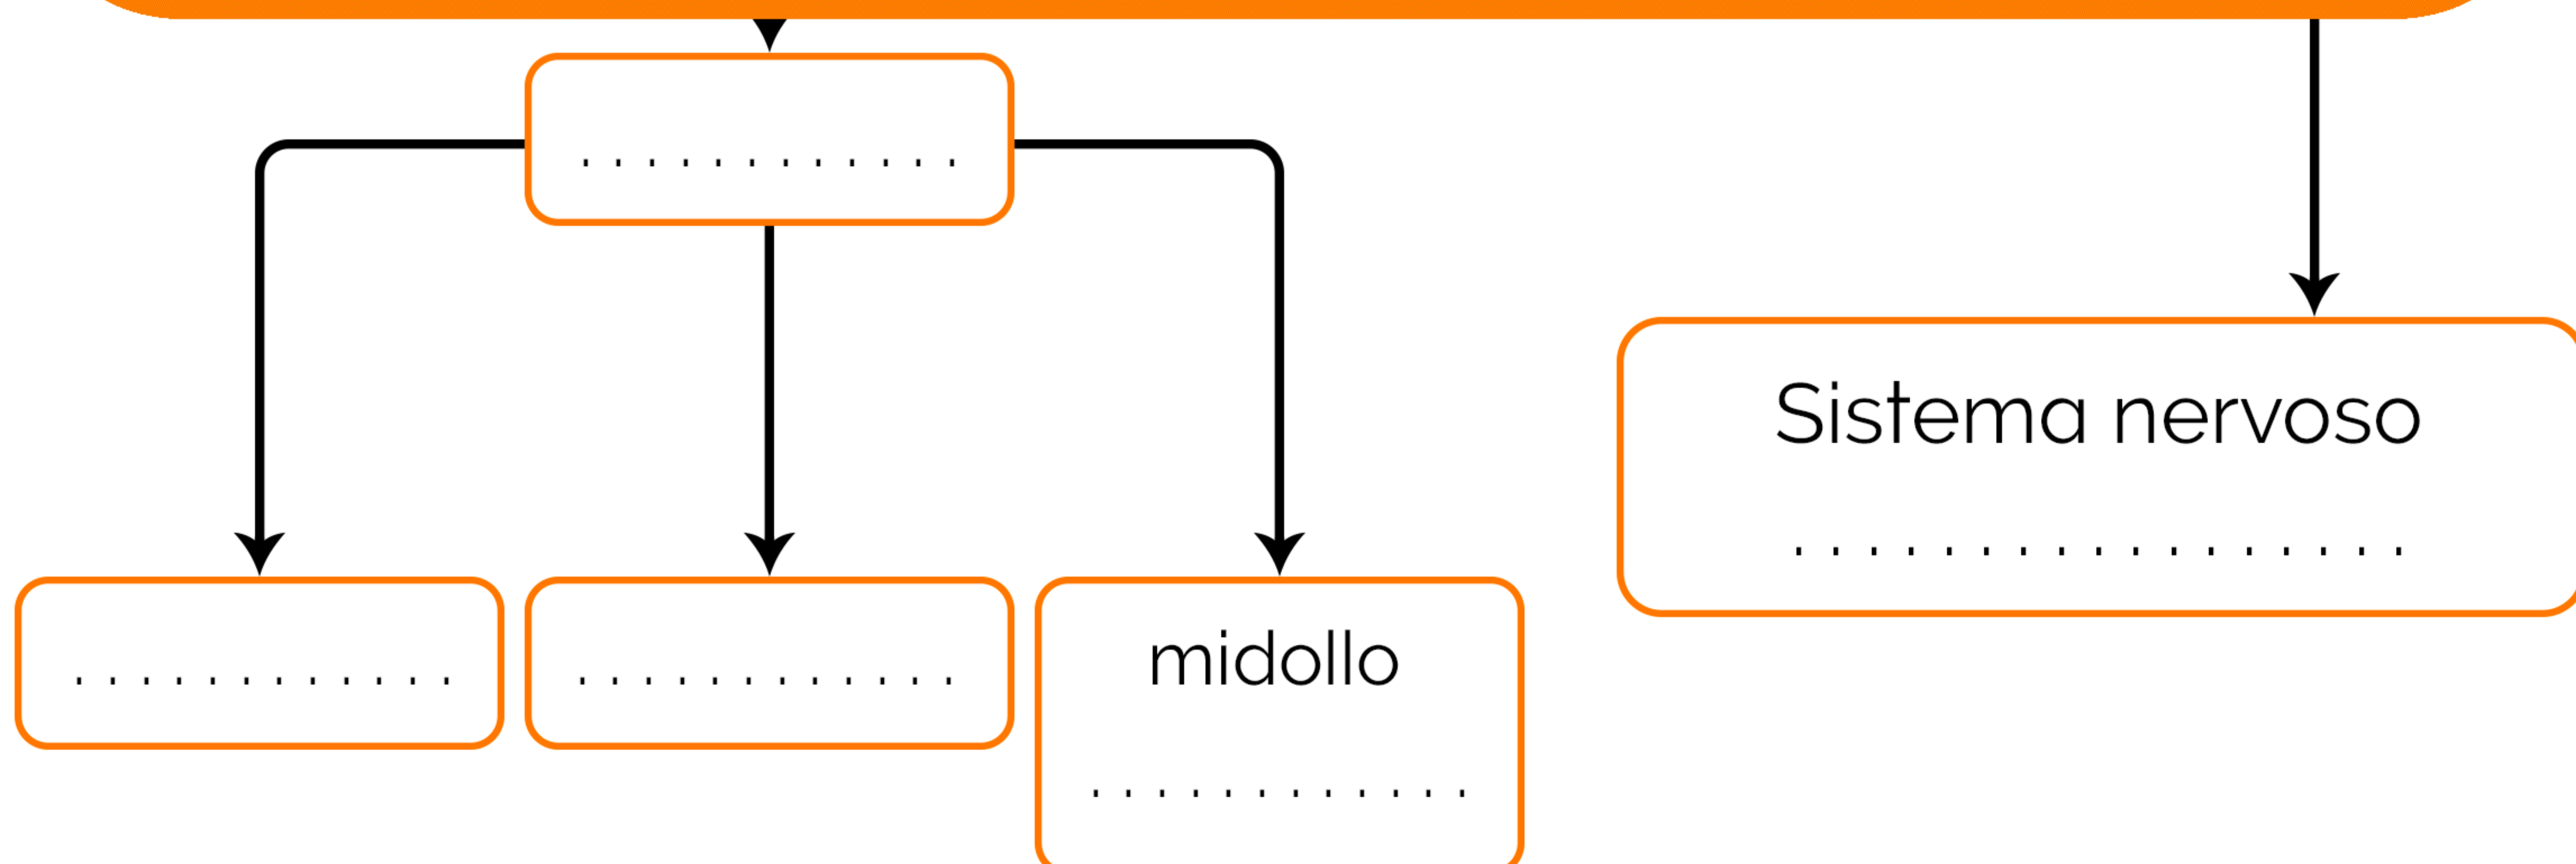 . . . . . . . . . . . .
Sistema nervoso
. . . . . . . . . . . . . . . . .
. . . . . . . . . . . .
. . . . . . . . . . . .
midollo
. . . . . . . . . . . .